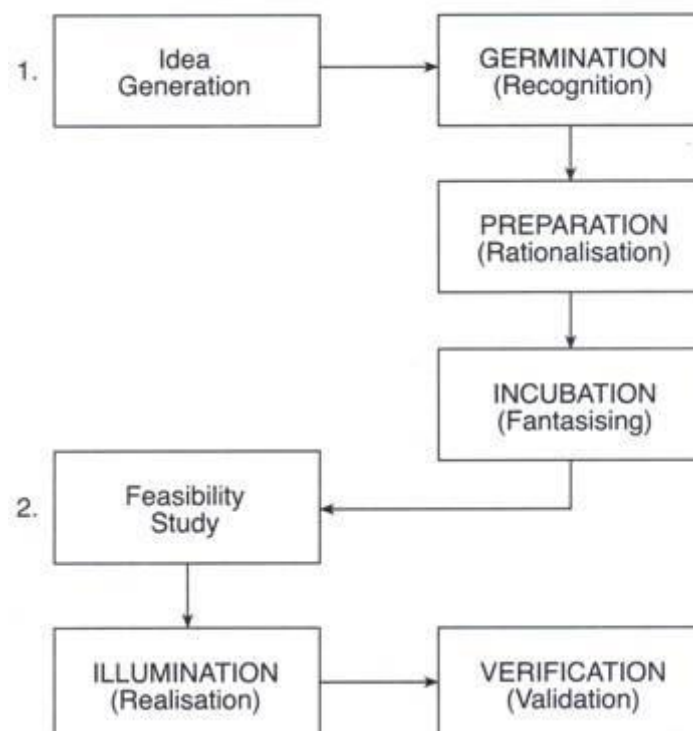 1.
Idea
Generation
GERMINATION
(Recognition)
PREPARATION
(Rationalisation)
INCUBATION
(Fantasising)
2.
Feasibility
Study
ILLUMINATION
(Realisation)
VERIFICATION
(Validation)